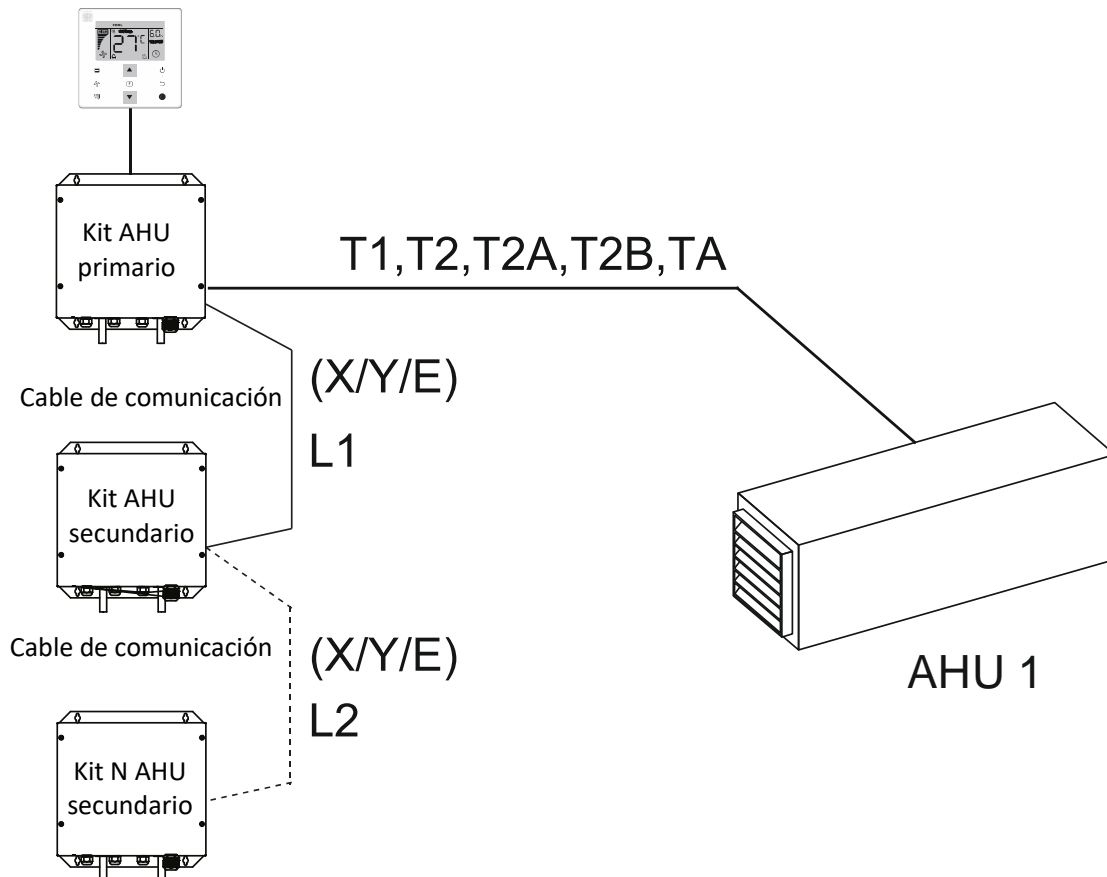 27°C
Kit AHU
primario
T1,T2,T2A,T2B,TA
Cable de comunicación
(X/Y/E)
L1
Kit AHU
secundario
Cable de comunicación
(X/Y/E)
L2
AHU 1
Kit N AHU
secundario